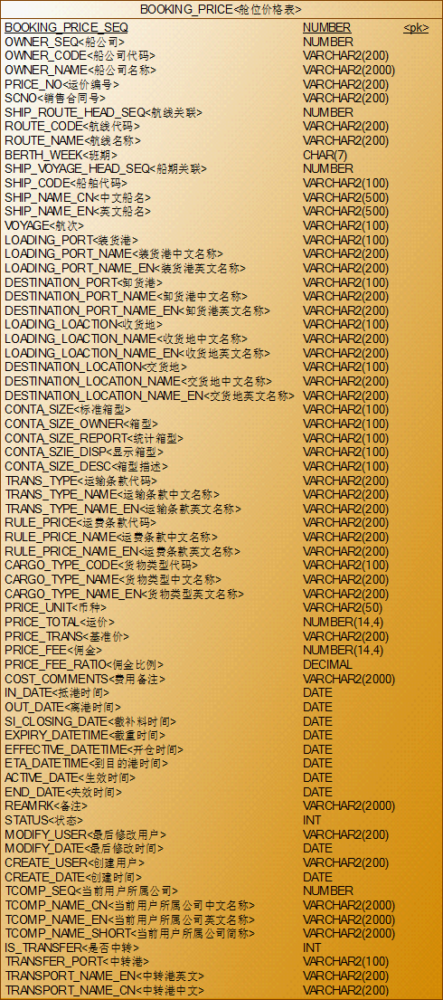 BOOKING_PRICE<舱位价格表>
BOOKING_PRICE_SEQ NUMBER <pk>
OWNER_SEQ<船公司> NUMBER
OWNER_CODE<船公司代码> VARCHAR2(200)
OWNER_NAME<船公司名称> VARCHAR2(2000)
PRICE_NO<运价编号> VARCHAR2(200)
SCNO<销售合同号> VARCHAR2(200)
SHIP_ROUTE_HEAD_SEQ<航线关联> NUMBER
ROUTE_CODE<航线代码> VARCHAR2(200)
ROUTE_NAME<航线名称> VARCHAR2(200)
BERTH_WEEK<班期> CHAR(7)
SHIP_VOYAGE_HEAD_SEQ<船期关联> NUMBER
SHIP_CODE<船舶代码> VARCHAR2(100)
SHIP_NAME_CN<中文船名> VARCHAR2(500)
SHIP_NAME_EN<英文船名> VARCHAR2(500)
VOYAGE<航次> VARCHAR2(100)
LOADING_PORT<装货港> VARCHAR2(100)
LOADING_PORT_NAME<装货港中文名称> VARCHAR2(200)
LOADING_PORT_NAME_EN<装货港英文名称> VARCHAR2(200)
DESTINATION_PORT<卸货港> VARCHAR2(100)
DESTINATION_PORT_NAME<卸货港中文名称> VARCHAR2(200)
DESTINATION_PORT_NAME_EN<卸货港英文名称> VARCHAR2(200)
LOADING_LOACTION<收货地> VARCHAR2(100)
LOADING_LOACTION_NAME<收货地中文名称> VARCHAR2(200)
LOADING_LOACTION_NAME_EN<收货地英文名称> VARCHAR2(200)
DESTINATION_LOCATION<交货地> VARCHAR2(100)
DESTINATION_LOCATION_NAME<交货地中文名称> VARCHAR2(200)
DESTINATION_LOCATION_NAME_EN<交货地英文名称> VARCHAR2(200)
CONTA_SIZE<标准箱型> VARCHAR2(100)
CONTA_SIZE_OWNER<箱型> VARCHAR2(100)
CONTA_SIZE_REPORT<统计箱型> VARCHAR2(100)
CONTA_SZIE_DISP<显示箱型> VARCHAR2(100)
CONTA_SIZE_DESC<箱型描述> VARCHAR2(100)
TRANS_TYPE<运输条款代码> VARCHAR2(200)
TRANS_TYPE_NAME<运输条款中文名称> VARCHAR2(200)
TRANS_TYPE_NAME_EN<运输条款英文名称> VARCHAR2(200)
RULE_PRICE<运费条款代码> VARCHAR2(200)
RULE_PRICE_NAME<运费条款中文名称> VARCHAR2(200)
RULE_PRICE_NAME_EN<运费条款英文名称> VARCHAR2(200)
CARGO_TYPE_CODE<货物类型代码> VARCHAR2(100)
CARGO_TYPE_NAME<货物类型中文名称> VARCHAR2(200)
CARGO_TYPE_NAME_EN<货物类型英文名称> VARCHAR2(200)
PRICE_UNIT<币种> VARCHAR2(50)
PRICE_TOTAL<运价> NUMBER(14,4)
PRICE_TRANS<基准价> VARCHAR2(200)
PRICE_FEE<佣金> NUMBER(14,4)
PRICE_FEE_RATIO<佣金比例> DECIMAL
COST_COMMENTS<费用备注> VARCHAR2(2000)
IN_DATE<抵港时间> DATE
OUT_DATE<离港时间> DATE
SI_CLOSING_DATE<截补料时间> DATE
EXPIRY_DATETIME<截重时间> DATE
EFFECTIVE_DATETIME<开仓时间> DATE
ETA_DATETIME<到目的港时间> DATE
ACTIVE_DATE<生效时间> DATE
END_DATE<失效时间> DATE
REAMRK<备注> VARCHAR2(2000)
STATUS<状态> INT
MODIFY_USER<最后修改用户> VARCHAR2(200)
MODIFY_DATE<最后修改时间> DATE
CREATE_USER<创建用户> VARCHAR2(200)
CREATE_DATE<创建时间> DATE
TCOMP_SEQ<当前用户所属公司> NUMBER
TCOMP_NAME_CN<当前用户所属公司中文名称> VARCHAR2(2000)
TCOMP_NAME_EN<当前用户所属公司英文名称> VARCHAR2(2000)
TCOMP_NAME_SHORT<当前用户所属公司简称> VARCHAR2(2000)
IS_TRANSFER<是否中转> INT
TRANSFER_PORT<中转港> VARCHAR2(100)
TRANSPORT_NAME_EN<中转港英文> VARCHAR2(200)
TRANSPORT_NAME_CN<中转港中文> VARCHAR2(200)